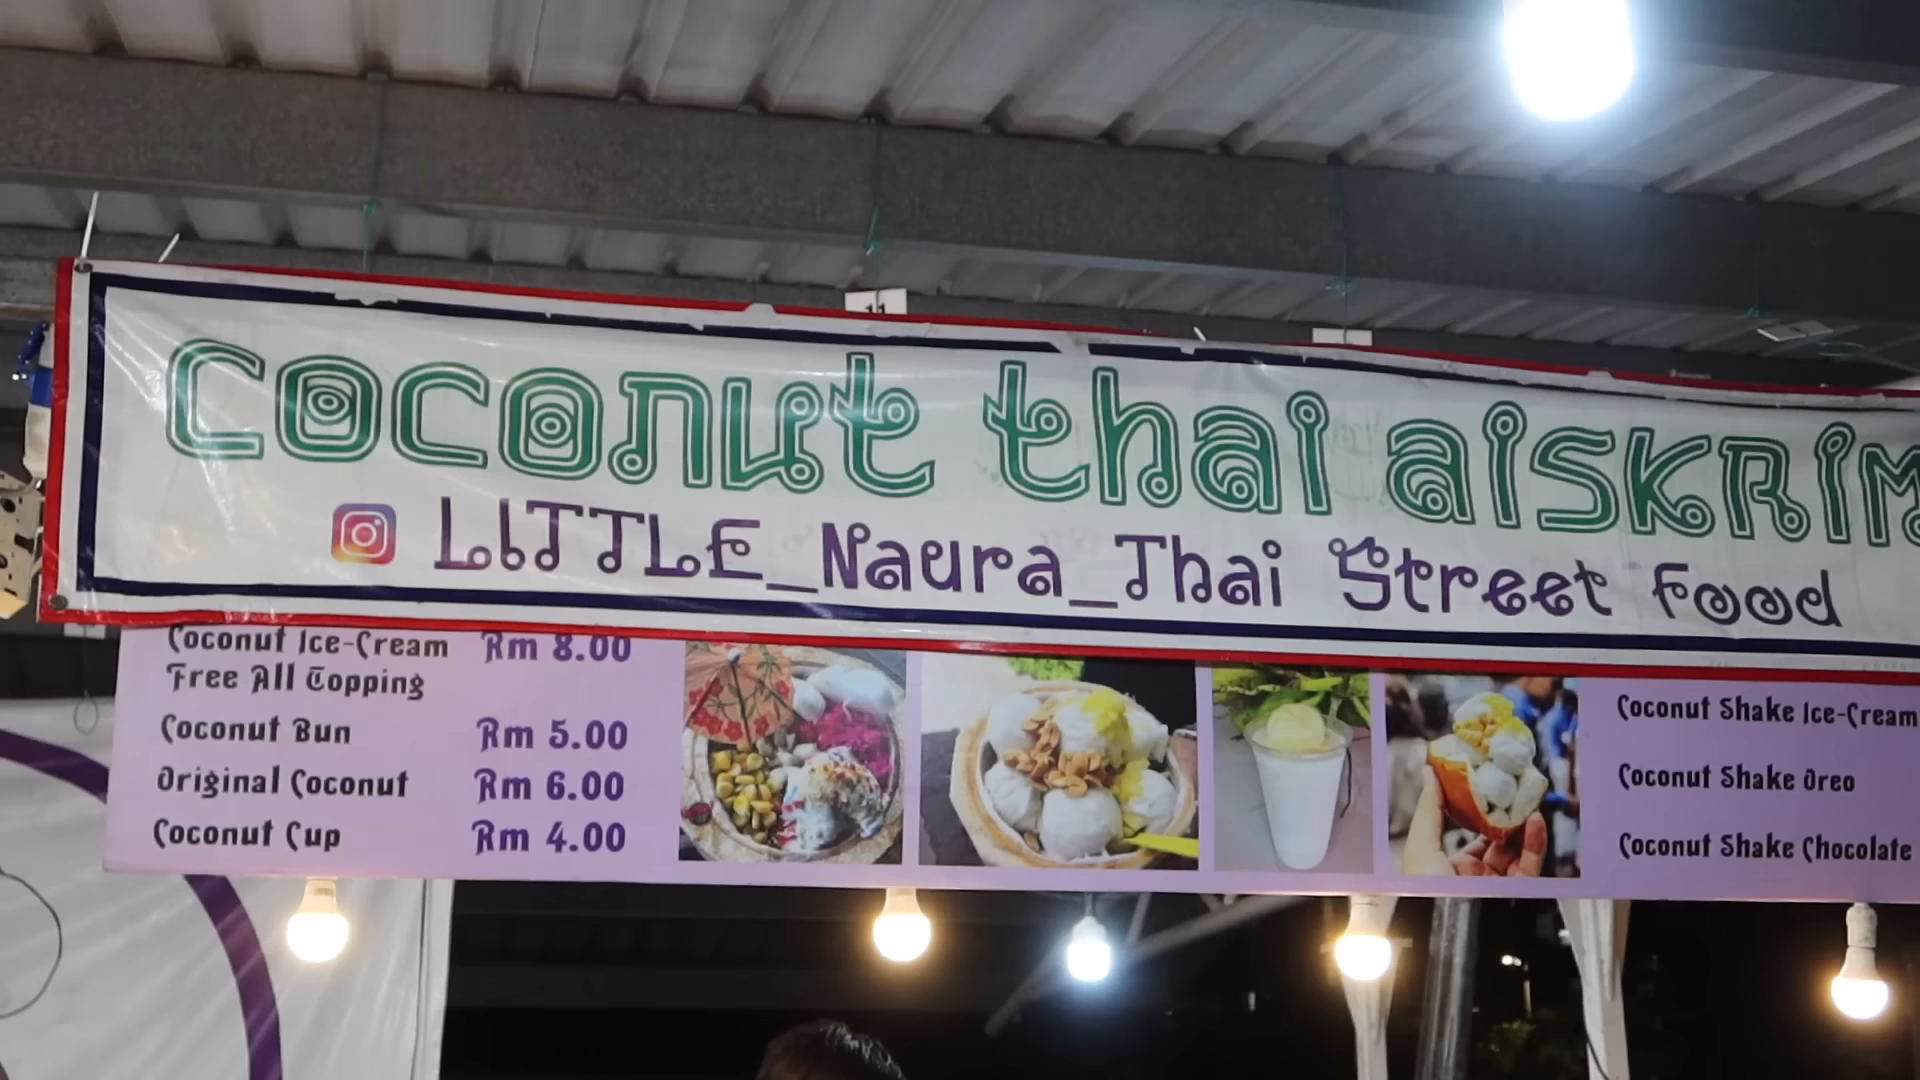 coconut thai aiskrim
LITTLE_Naura_Thai Street Food
Coconut Ice-Cream Rm 8.00
Free All Topping
Coconut Bun Rm 5.00
Original Coconut Rm 6.00
Coconut Cup Rm 4.00
Coconut Shake Ice-Cream
Coconut Shake Oreo
Coconut Shake Chocolate